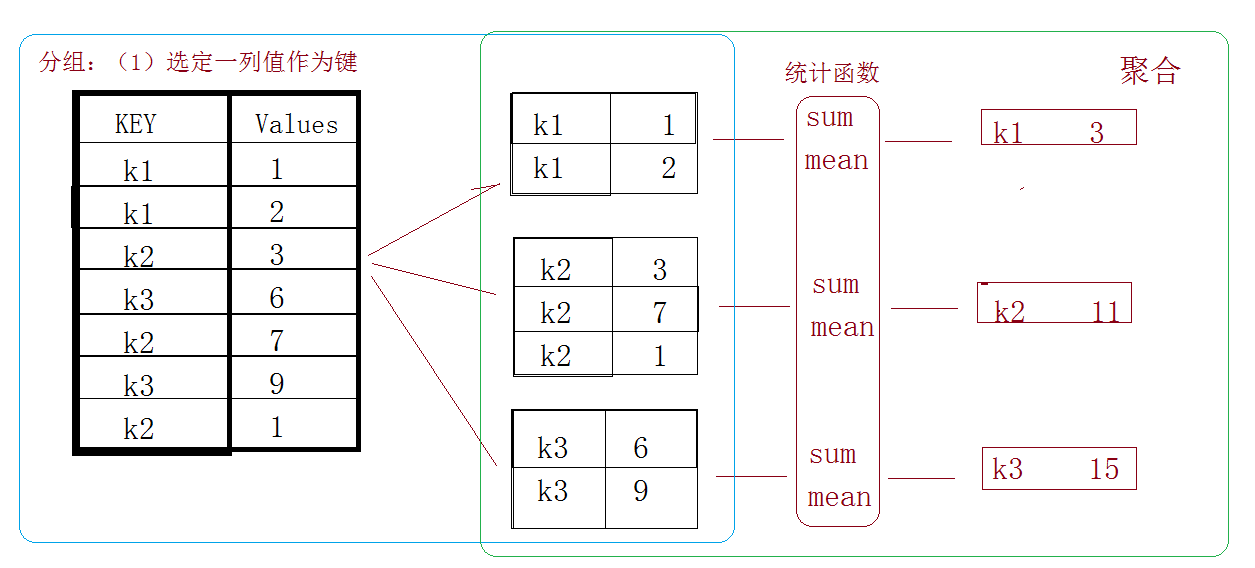 分组：（1）选定一列值作为键
KEY Values
k1 1
k1 2
k2 3
k3 6
k2 7
k3 9
k2 1
k1 1
k1 2
k2 3
k2 7
k2 1
k3 6
k3 9
统计函数
sum
mean
sum
mean
sum
mean
聚合
k1 3
k2 11
k3 15